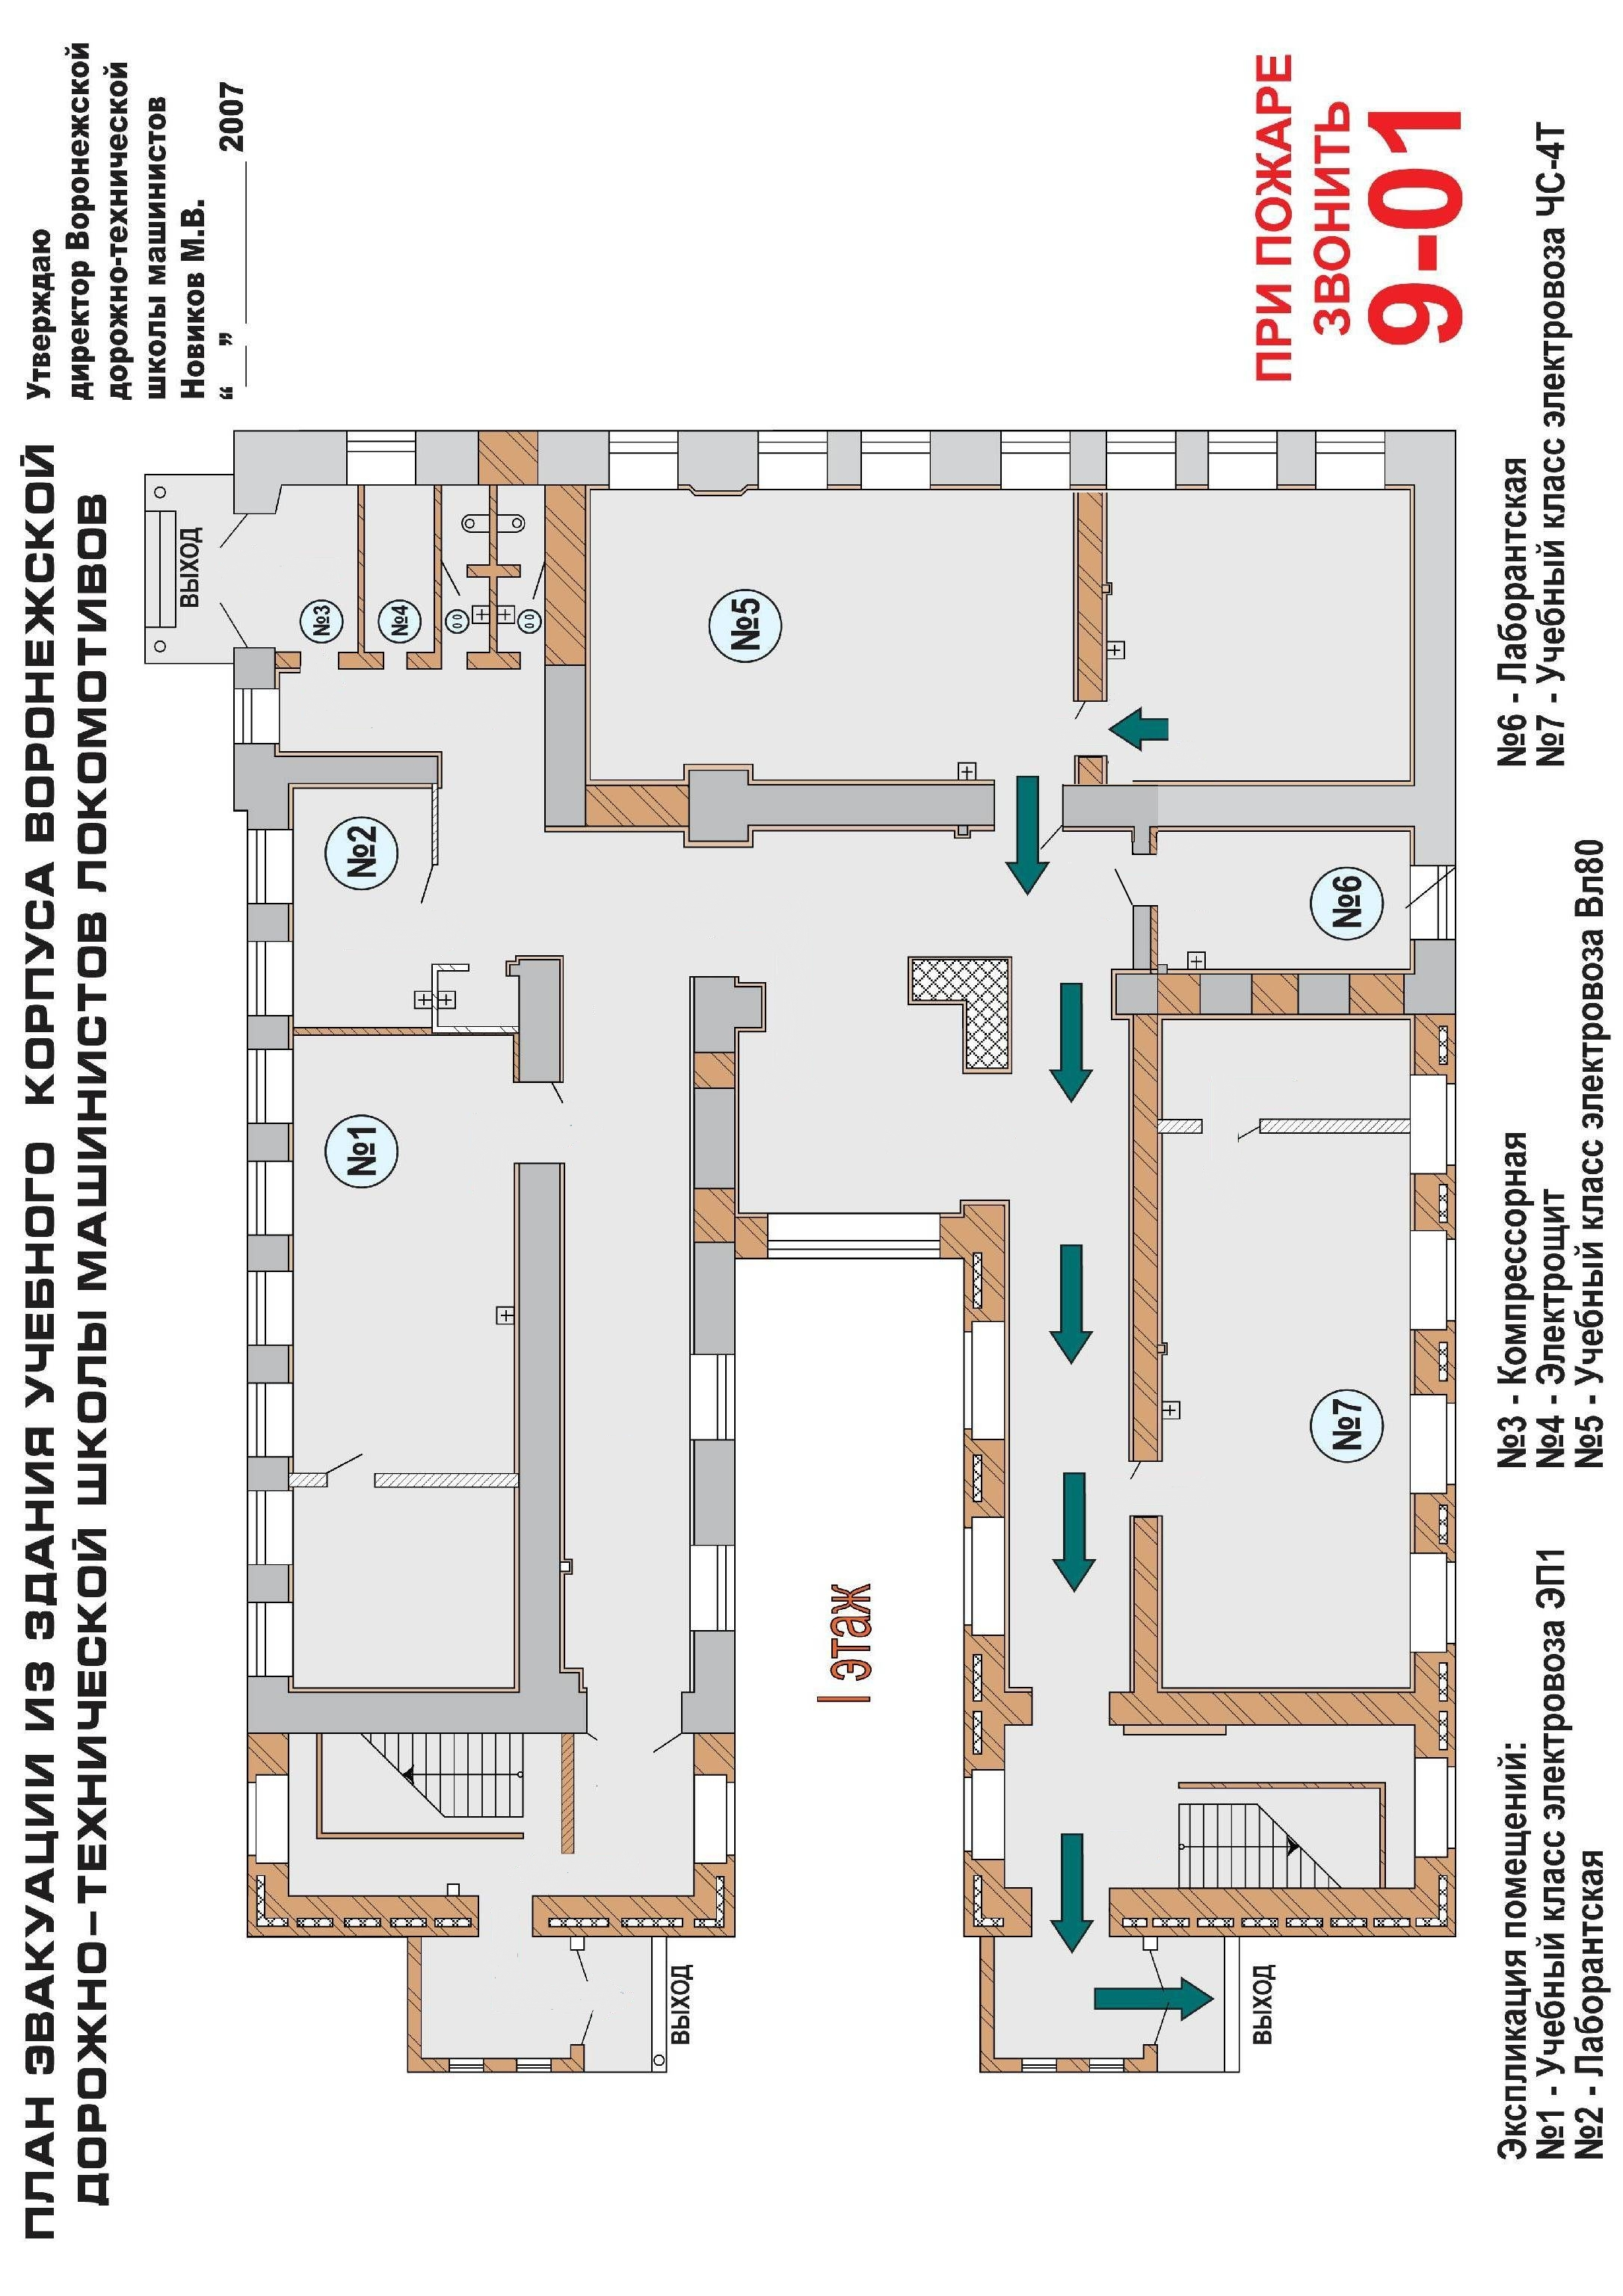 ПЛАН ЭВАКУАЦИИ ИЗ ЗДАНИЯ УЧЕБНОГО КОРПУСА ВОРОНЕЖСКОЙ
ДОРОЖНО-ТЕХНИЧЕСКОЙ ШКОЛЫ МАШИНИСТОВ ЛОКОМОТИВОВ
Утверждаю
директор Воронежской
дорожно-технической
школы машинистов
Новиков М.В.
“__” ________ 2007
ВЫХОД
№3
№4
№2
№5
№1
№6
№7
I этаж
ВЫХОД
ВЫХОД
ПРИ ПОЖАРЕ
ЗВОНИТЬ
9-01
Экспликация помещений:
№1 - Учебный класс электровоза ЭП1
№2 - Лаборантская
№3 - Компрессорная
№4 - Электрощит
№5 - Учебный класс электровоза Вл80
№6 - Лаборантская
№7 - Учебный класс электровоза ЧС-4Т